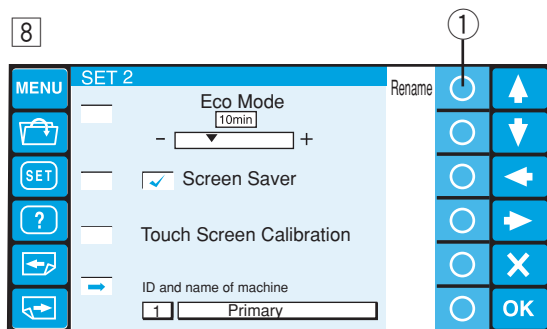 8
1
MENU
SET 2
Rename
Eco Mode
10min
- +
SET
Screen Saver
?
Touch Screen Calibration
ID and name of machine
1 Primary
OK